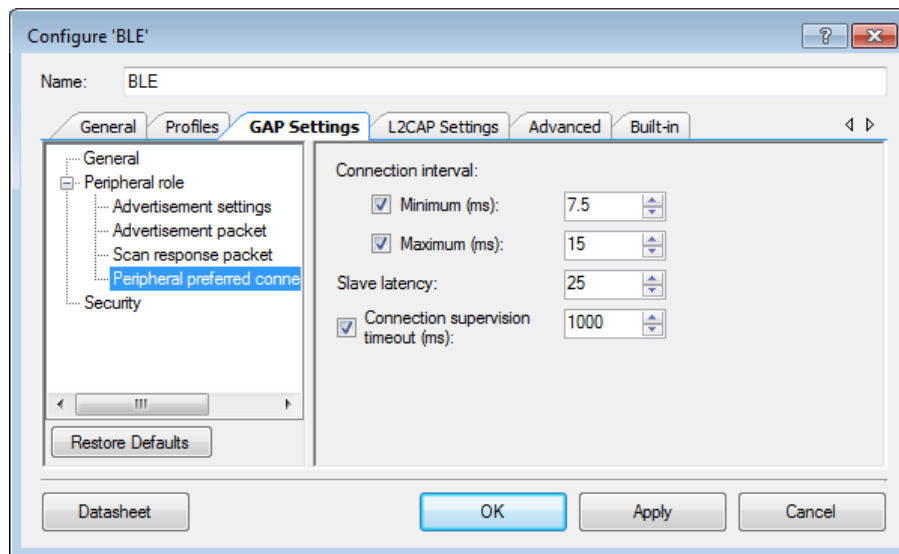 Configure 'BLE'
Name: BLE
General Profiles GAP Settings L2CAP Settings Advanced Built-in
General
Peripheral role
Advertisement settings
Advertisement packet
Scan response packet
Peripheral preferred conne
Security
Restore Defaults
Connection interval:
Minimum (ms): 7.5
Maximum (ms): 15
Slave latency: 25
Connection supervision
timeout (ms): 1000
Datasheet OK Apply Cancel